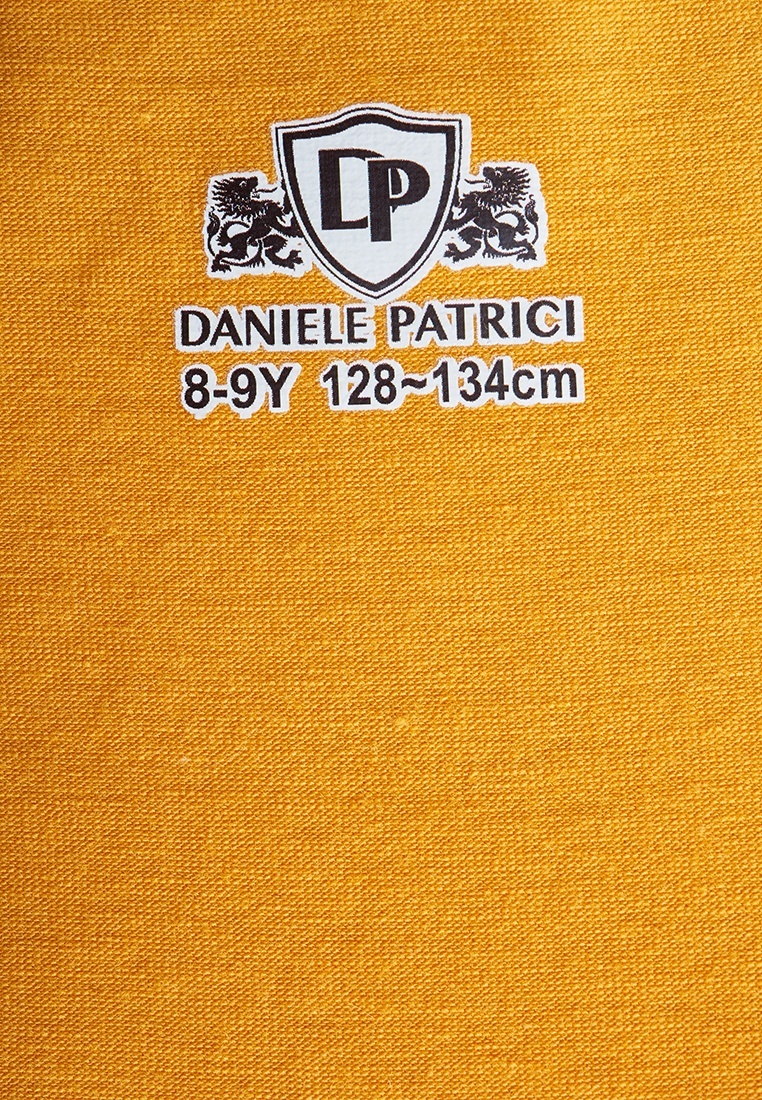 DP
DANIELE PATRICI
8-9Y 128~134cm